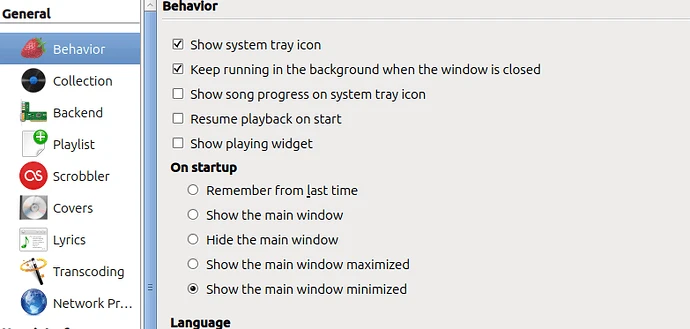 General
Behavior
Collection
Backend
Playlist
Scrobbler
Covers
Lyrics
Transcoding
Network Pr...
Behavior
Show system tray icon
Keep running in the background when the window is closed
Show song progress on system tray icon
Resume playback on start
Show playing widget
On startup
Remember from last time
Show the main window
Hide the main window
Show the main window maximized
Show the main window minimized
Language